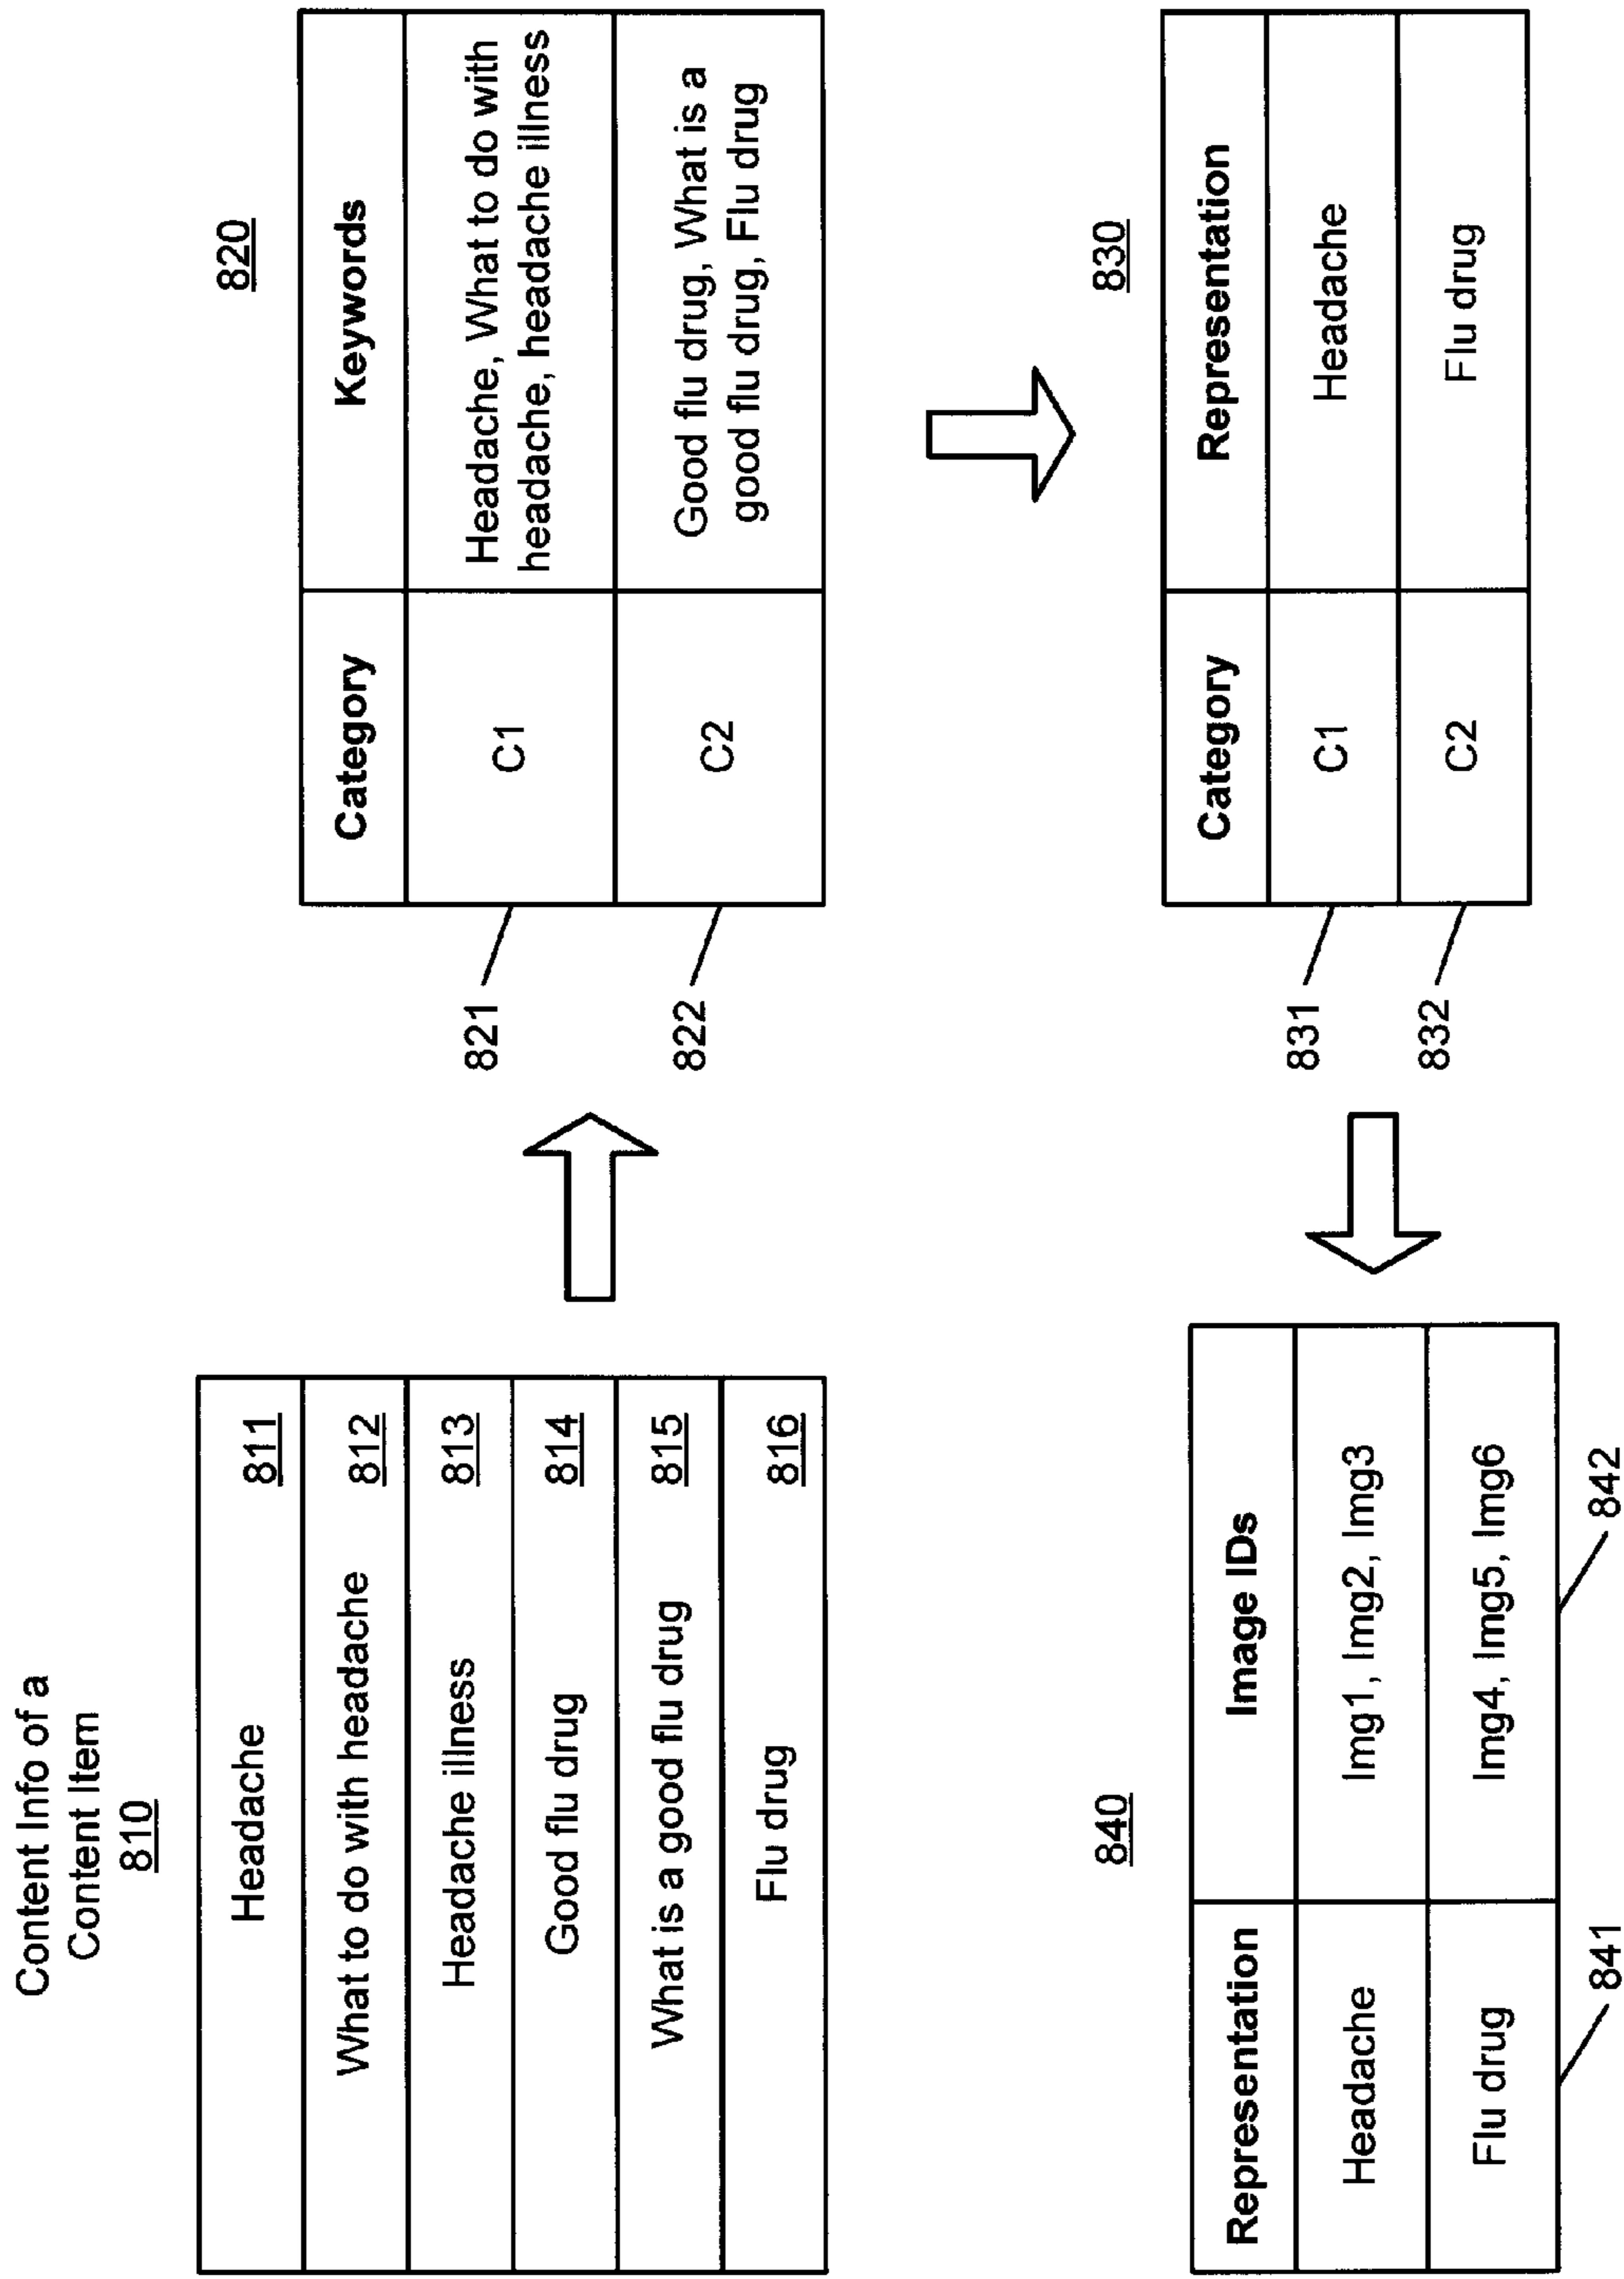 Content Info of a
Content Item
810
Headache 811
What to do with headache 812
Headache illness 813
Good flu drug 814
What is a good flu drug 815
Flu drug 816
820
Category Keywords
C1 Headache, What to do with
headache, headache illness
C2 Good flu drug, What is a
good flu drug, Flu drug
821
822
830
Category Representation
C1 Headache
C2 Flu drug
831
832
840
Representation Image IDs
Headache Img1, Img2, Img3
Flu drug Img4, Img5, Img6
841
842